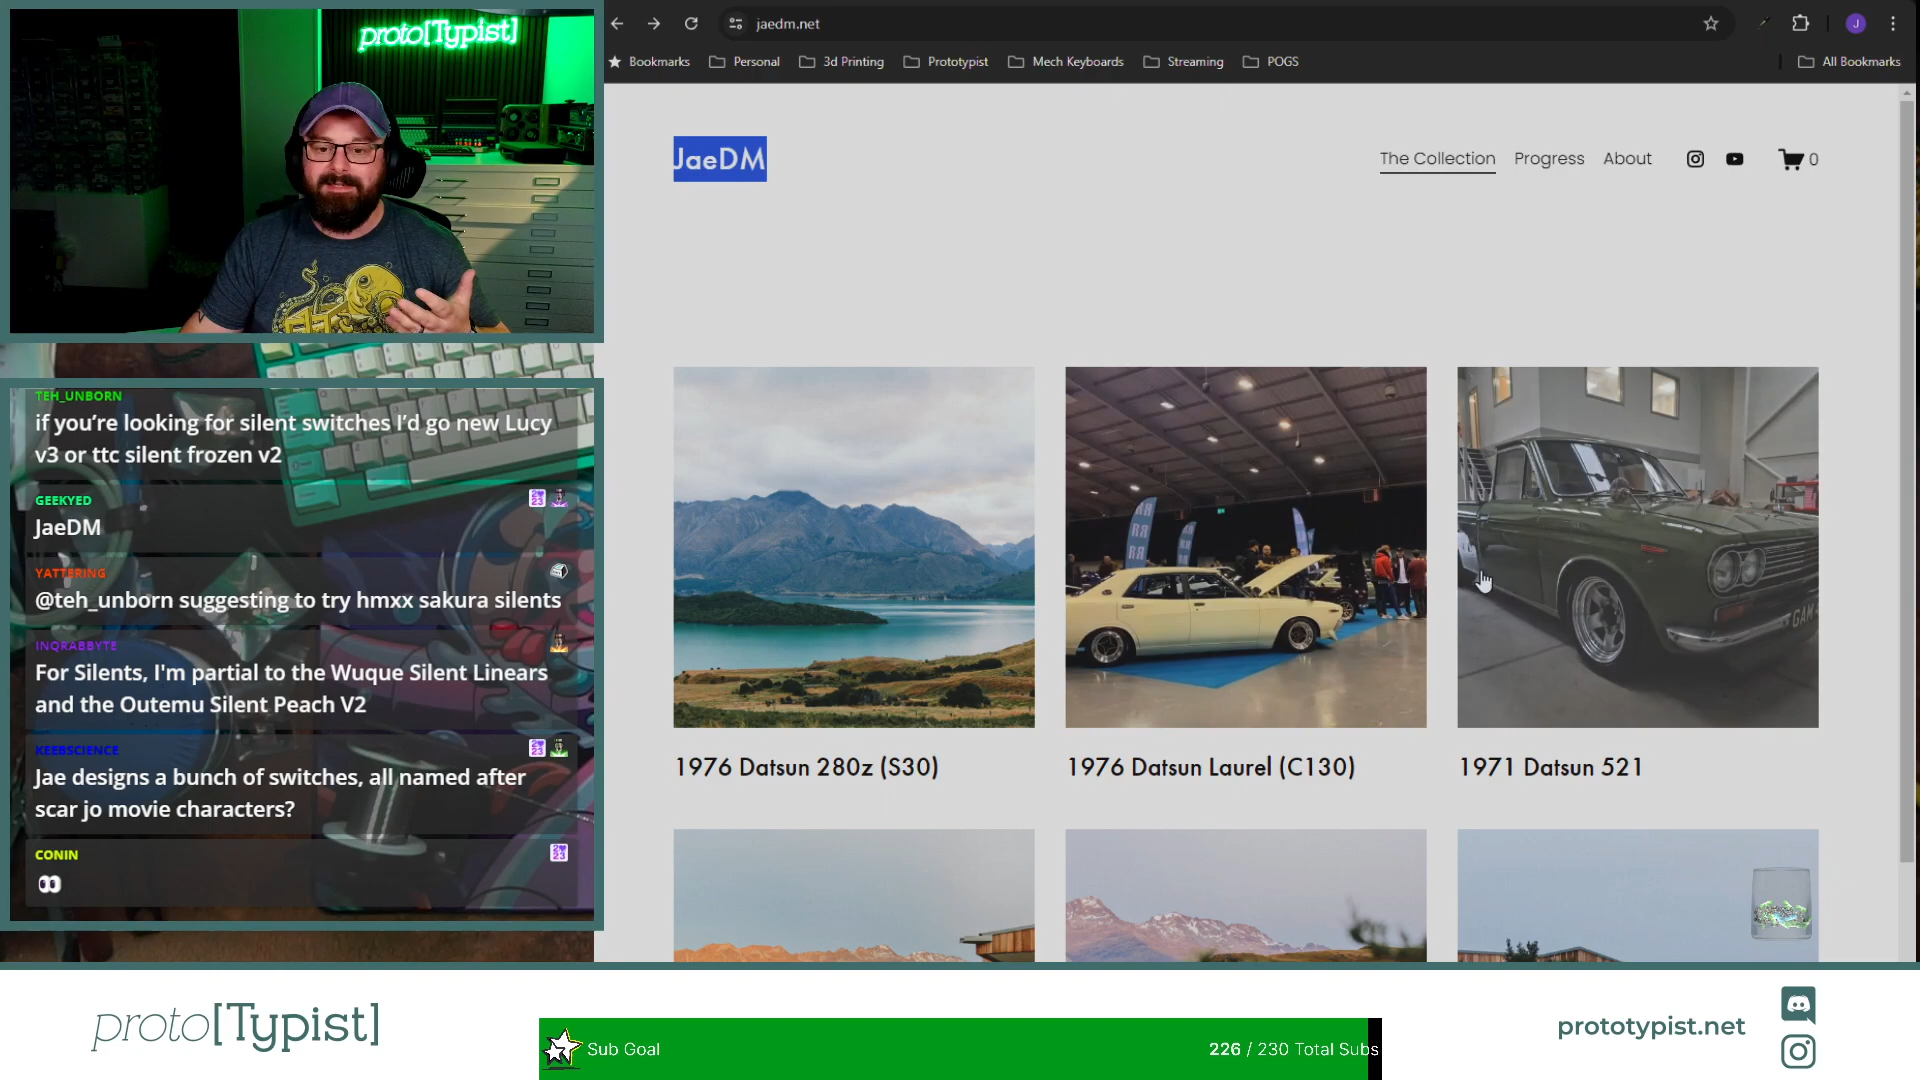 proto[Typist]
jaedm.net
Bookmarks
Personal
3d Printing
Prototypist
Mech Keyboards
Streaming
POGS
All Bookmarks
J
JaeDM
The Collection
Progress
About
0
TEH_UNBORN
if you're looking for silent switches I'd go new Lucy
v3 or ttc silent frozen v2
GEEKYED
JaeDM
YATTERING
@teh_unborn suggesting to try hmxx sakura silents
INQRABBYTE
For Silents, I'm partial to the Wuque Silent Linears
and the Outemu Silent Peach V2
KEEBSCIENCE
Jae designs a bunch of switches, all named after
scar jo movie characters?
CONIN
1976 Datsun 280z (S30)
1976 Datsun Laurel (C130)
1971 Datsun 521
proto[Typist]
Sub Goal
226 / 230 Total Subs
prototypist.net